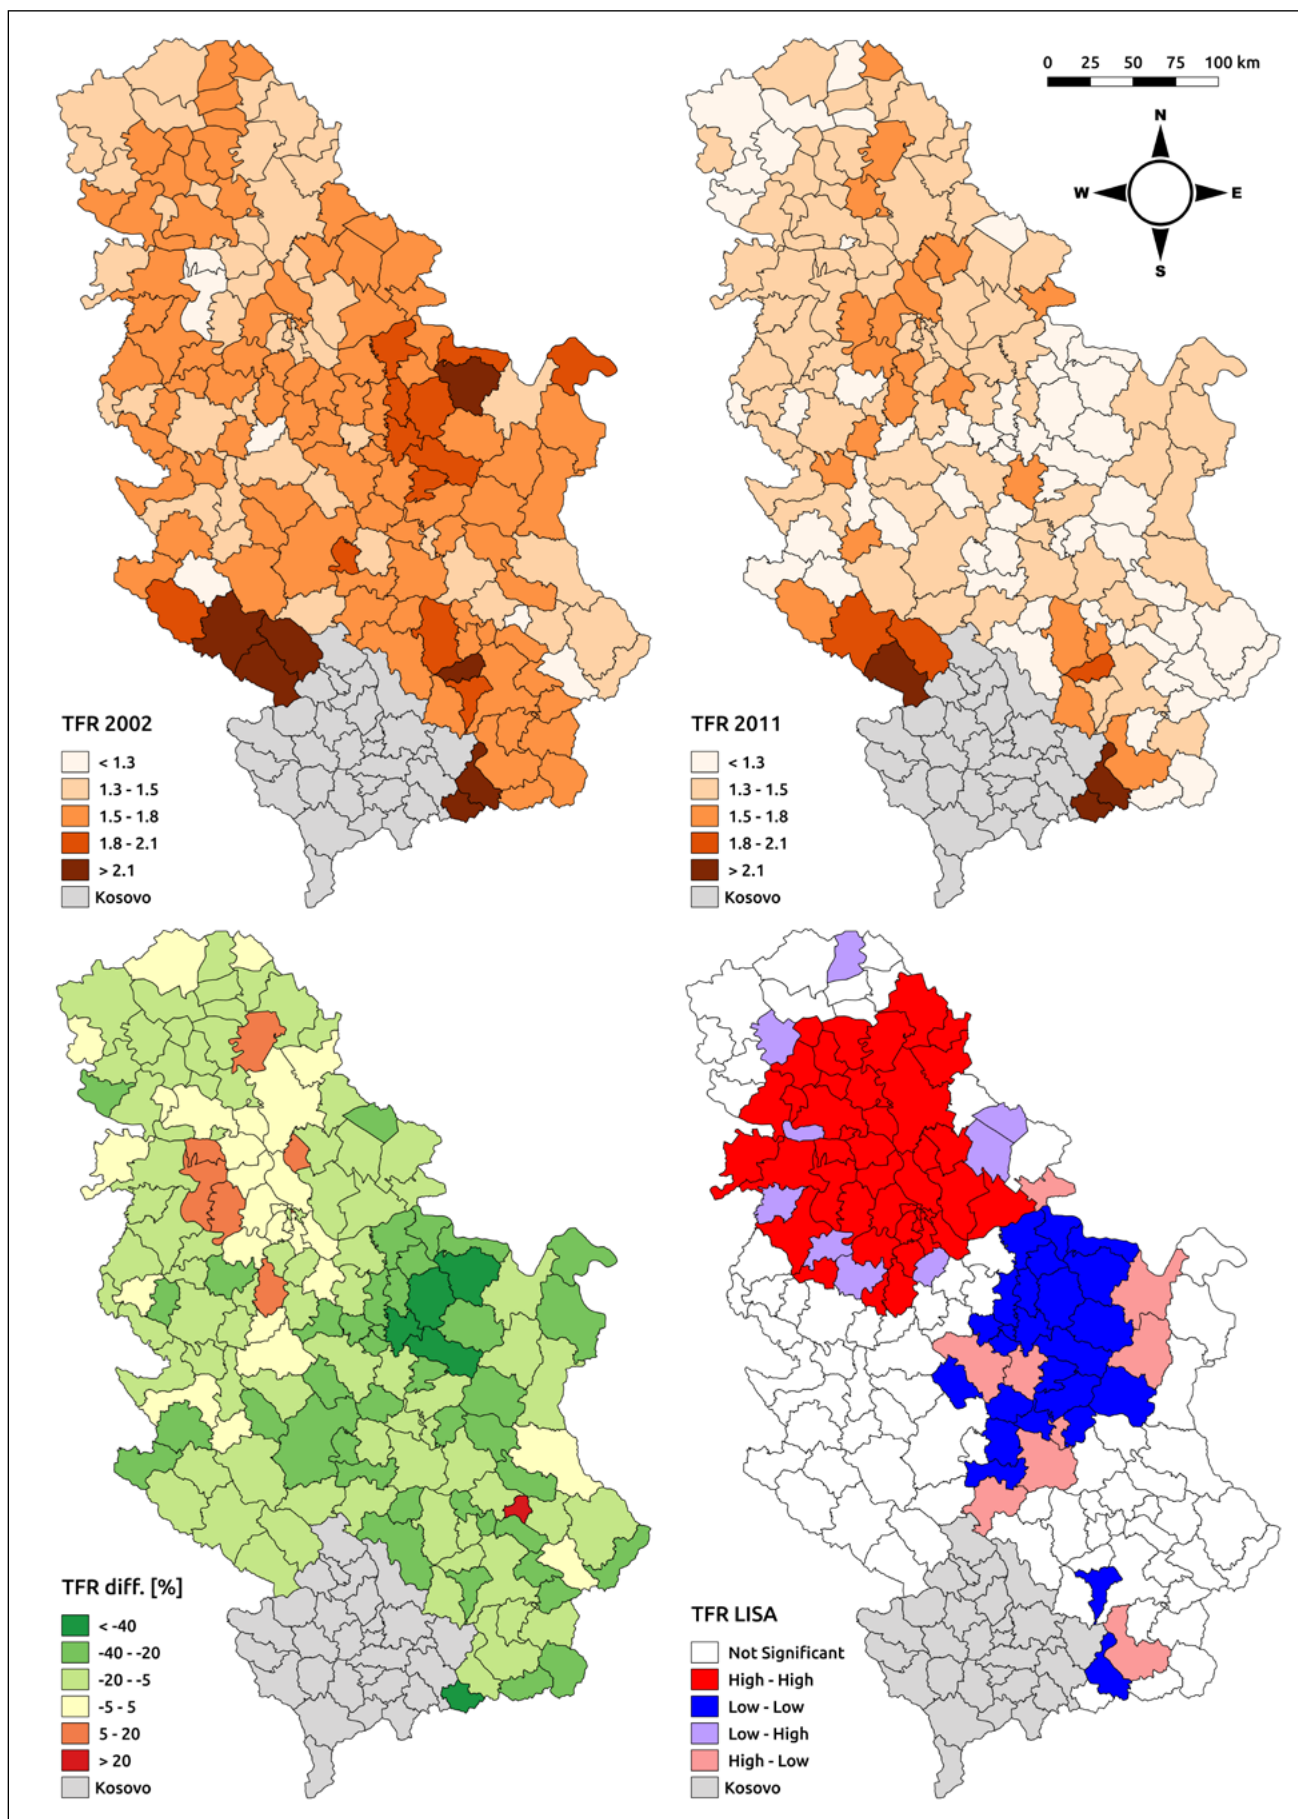 0 25 50 75 100 km
N
W E
S
TFR 2002
< 1.3
1.3 - 1.5
1.5 - 1.8
1.8 - 2.1
> 2.1
Kosovo
TFR 2011
< 1.3
1.3 - 1.5
1.5 - 1.8
1.8 - 2.1
> 2.1
Kosovo
TFR diff. [%]
< -40
-40 - -20
-20 - -5
-5 - 5
5 - 20
> 20
Kosovo
TFR LISA
Not Significant
High - High
Low - Low
Low - High
High - Low
Kosovo